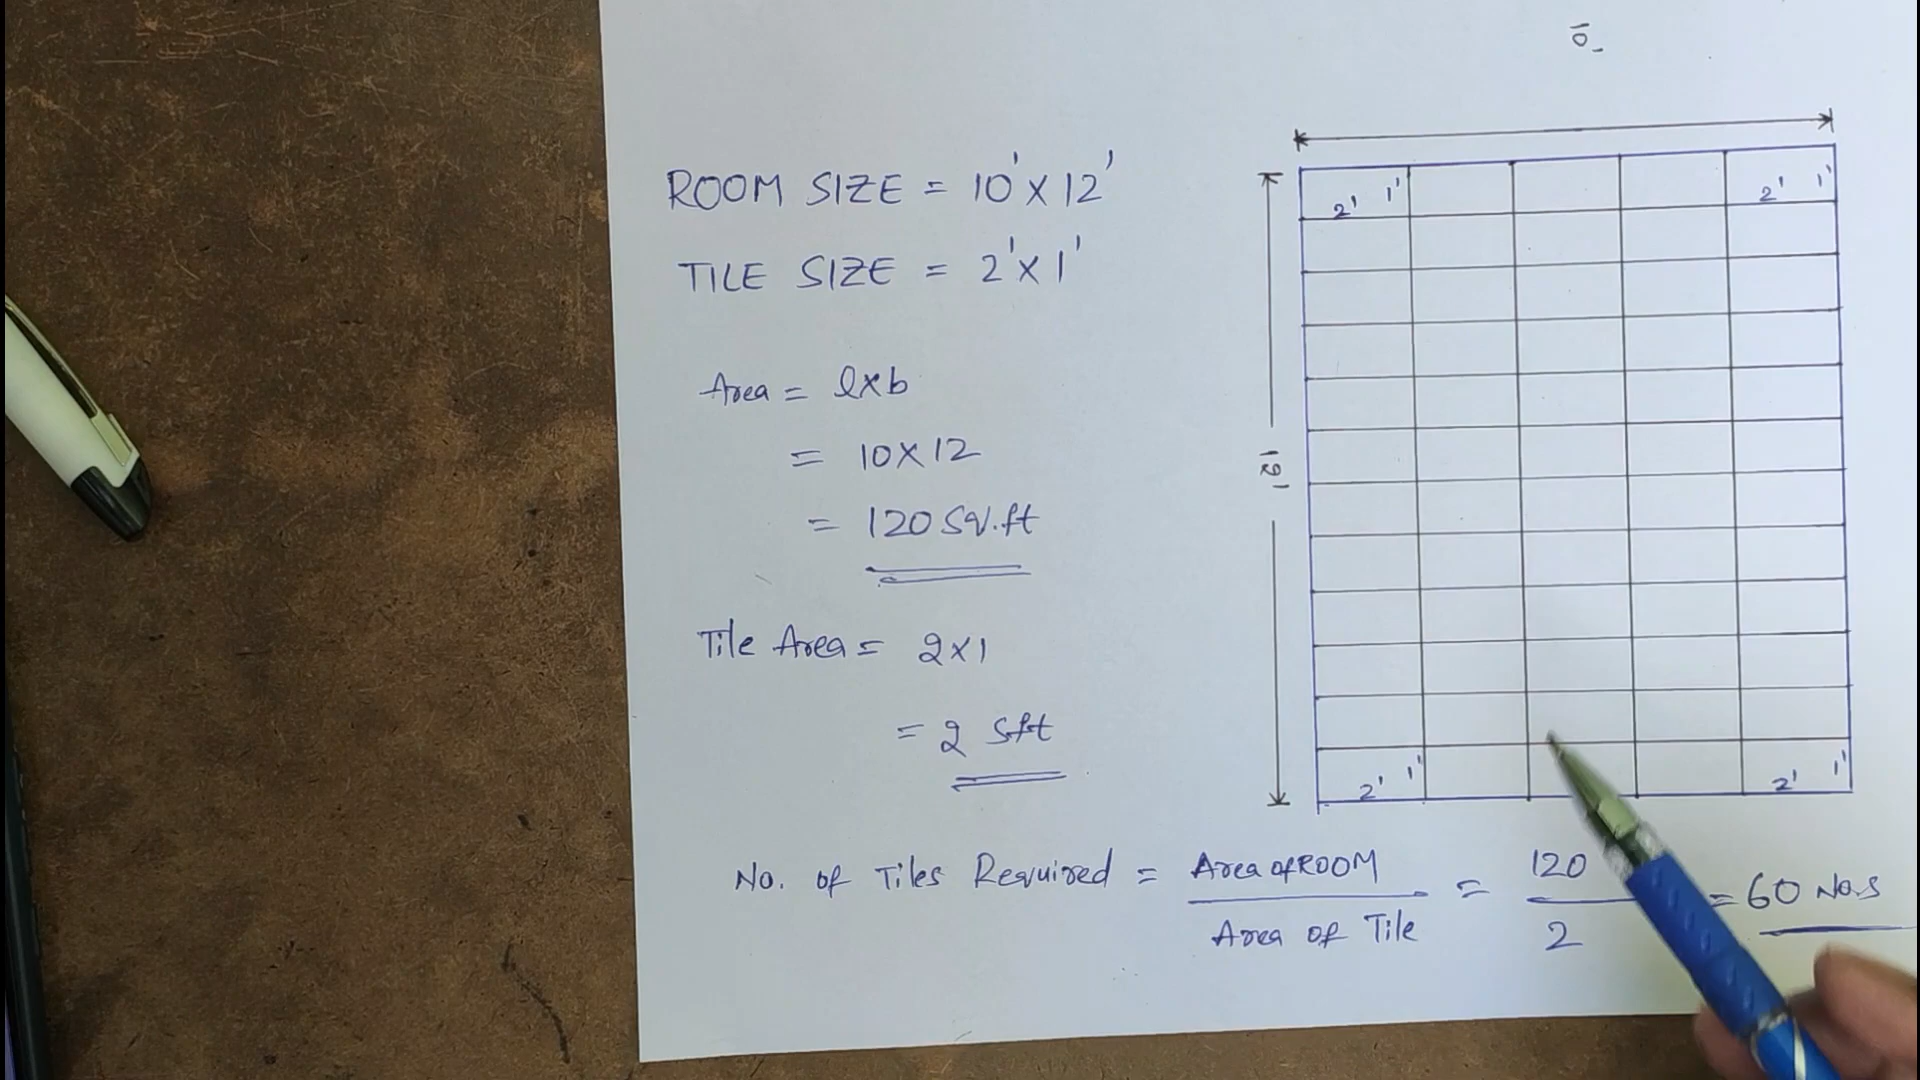 10'
ROOM SIZE = 10' X 12'
TILE SIZE = 2' X 1'
Area = l x b
= 10 X 12
= 120 SQ.ft
Tile Area = 2 x 1
= 2 Sft
No. of Tiles Required = Area of ROOM / Area of Tile = 120 / 2 = 60 Nos
12'
2' 1'
2' 1'
2' 1'
2' 1'